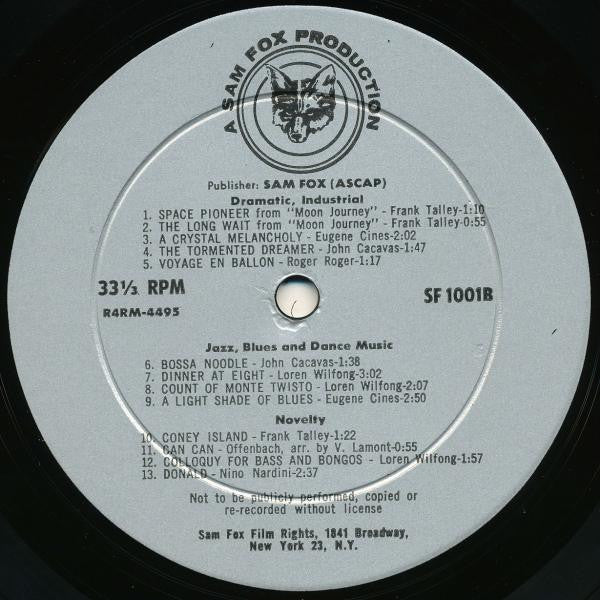 A SAM FOX PRODUCTION
Publisher: SAM FOX (ASCAP)
Dramatic, Industrial
1. SPACE PIONEER from "Moon Journey" - Frank Talley-1:10
2. THE LONG WAIT from "Moon Journey" - Frank Talley-0:55
3. A CRYSTAL MELANCHOLY - Eugene Cines-2:02
4. THE TORMENTED DREAMER - John Cacavas-1:47
5. VOYAGE EN BALLON - Roger Roger-1:17
33⅓ RPM
R4RM-4495
SF 1001B
Jazz, Blues and Dance Music
6. BOSSA NOODLE - John Cacavas-1:38
7. DINNER AT EIGHT - Loren Wilfong-3:02
8. COUNT OF MONTE TWISTO - Loren Wilfong-2:07
9. A LIGHT SHADE OF BLUES - Eugene Cines-2:50
Novelty
10. CONEY ISLAND - Frank Talley-1:22
11. CAN CAN - Offenbach, arr. by V. Lamont-0:55
12. COLLOQUY FOR BASS AND BONGOS - Loren Wilfong-1:57
13. DONALD - Nino Nardini-2:37
Not to be publicly performed, copied or
re-recorded without license
Sam Fox Film Rights, 1841 Broadway,
New York 23, N.Y.